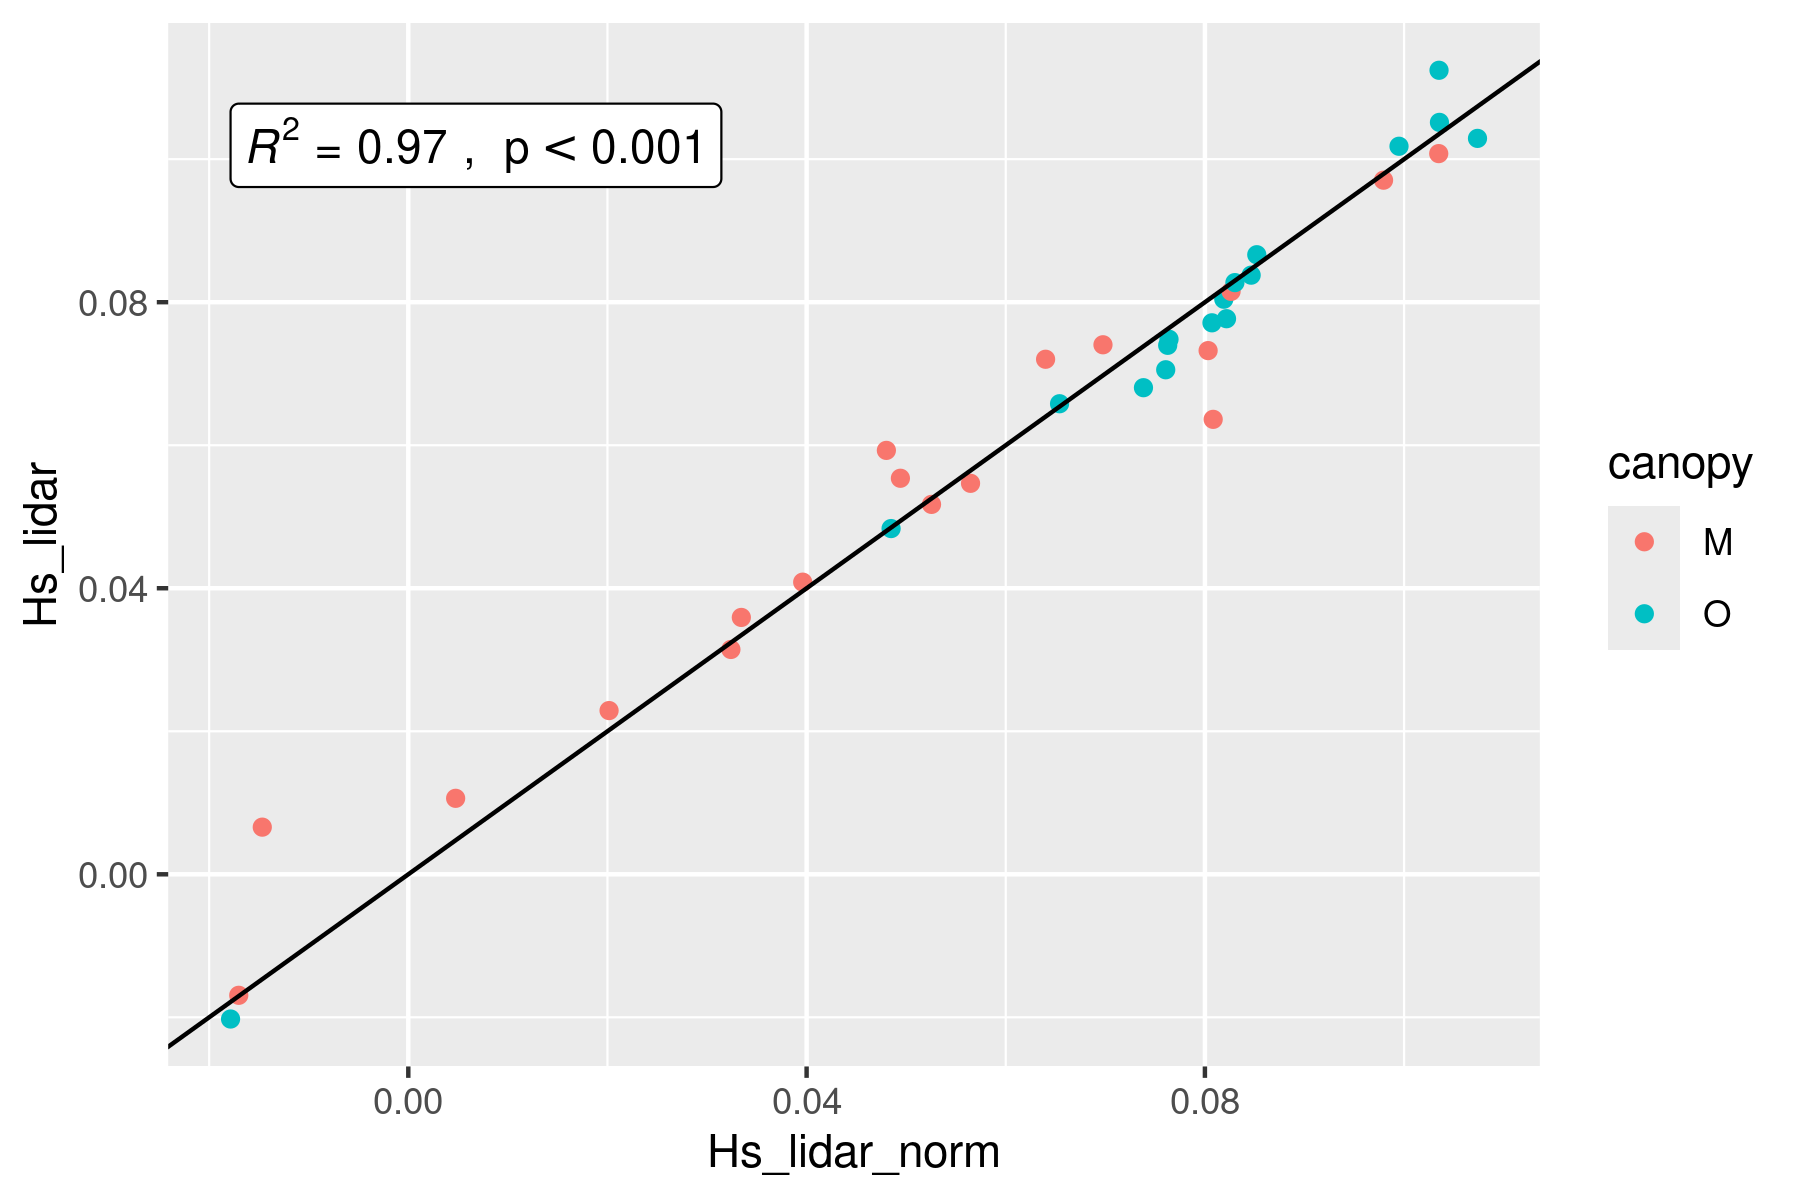 R² = 0.97 , p < 0.001
Hs_lidar
0.08
0.04
0.00
0.00 0.04 0.08
Hs_lidar_norm
canopy
M
O